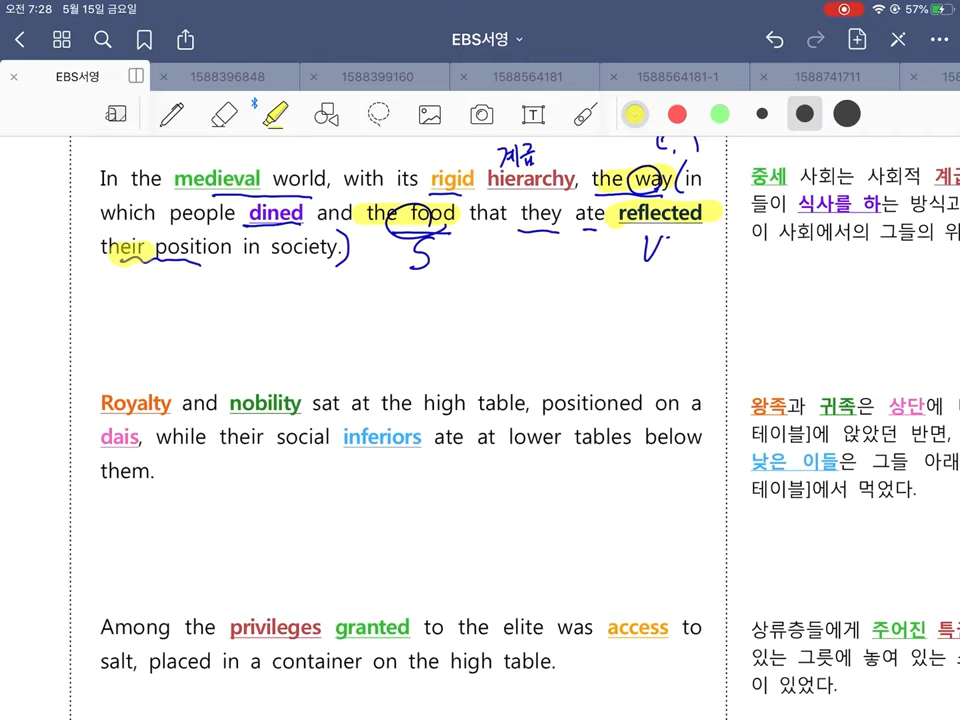 오전 7:28 5월 15일 금요일 57%
EBS서영
EBS서영 1588396848 1588399160 1588564181 1588564181-1 1588741711 158
계급
In the medieval world, with its rigid hierarchy, the way in
which people dined and the food that they ate reflected
their position in society.
S V
Royalty and nobility sat at the high table, positioned on a
dais, while their social inferiors ate at lower tables below
them.
Among the privileges granted to the elite was access to
salt, placed in a container on the high table.
중세 사회는 사회적 계급
들이 식사를 하는 방식과
이 사회에서의 그들의 위
왕족과 귀족은 상단에
테이블]에 앉았던 반면,
낮은 이들은 그들 아래
테이블]에서 먹었다.
상류층들에게 주어진 특
있는 그릇에 놓여 있는
이 있었다.